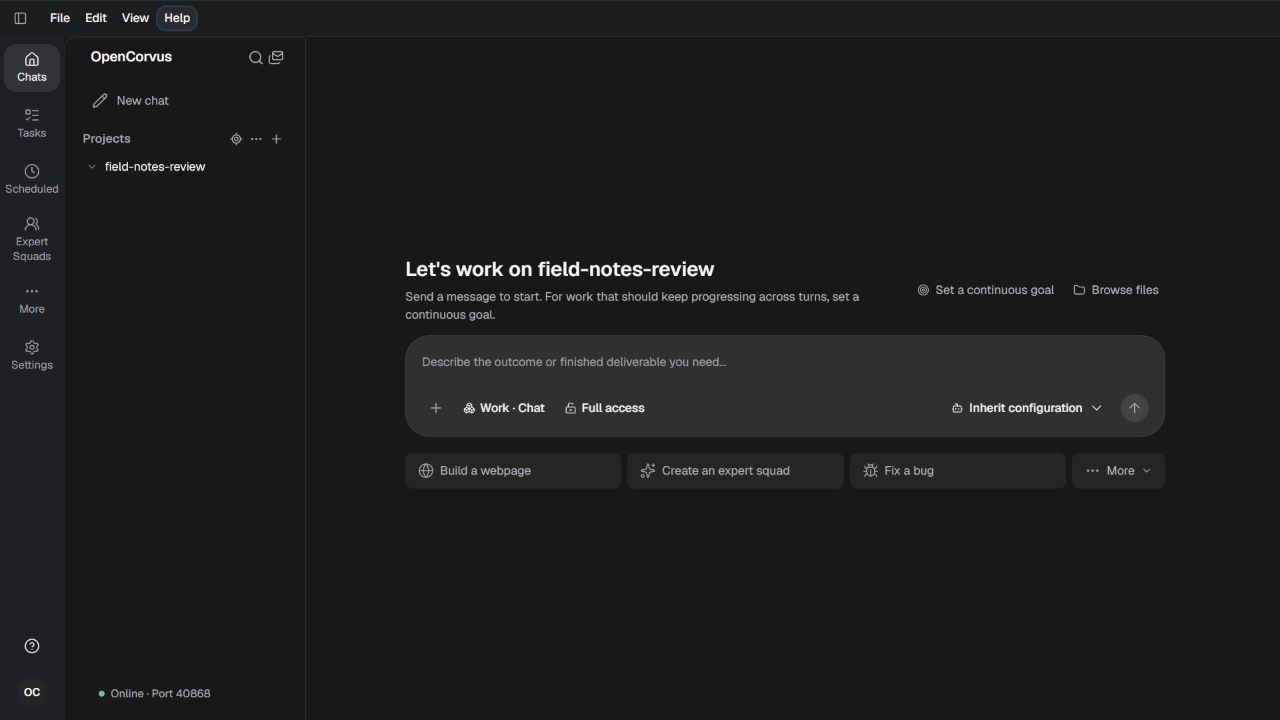 File Edit View Help
Chats
Tasks
Scheduled
Expert
Squads
More
Settings
OC
OpenCorvus
New chat
Projects
field-notes-review
Online · Port 40868
Let's work on field-notes-review
Send a message to start. For work that should keep progressing across turns, set a
continuous goal.
Set a continuous goal
Browse files
Describe the outcome or finished deliverable you need...
Work · Chat
Full access
Inherit configuration
Build a webpage
Create an expert squad
Fix a bug
More